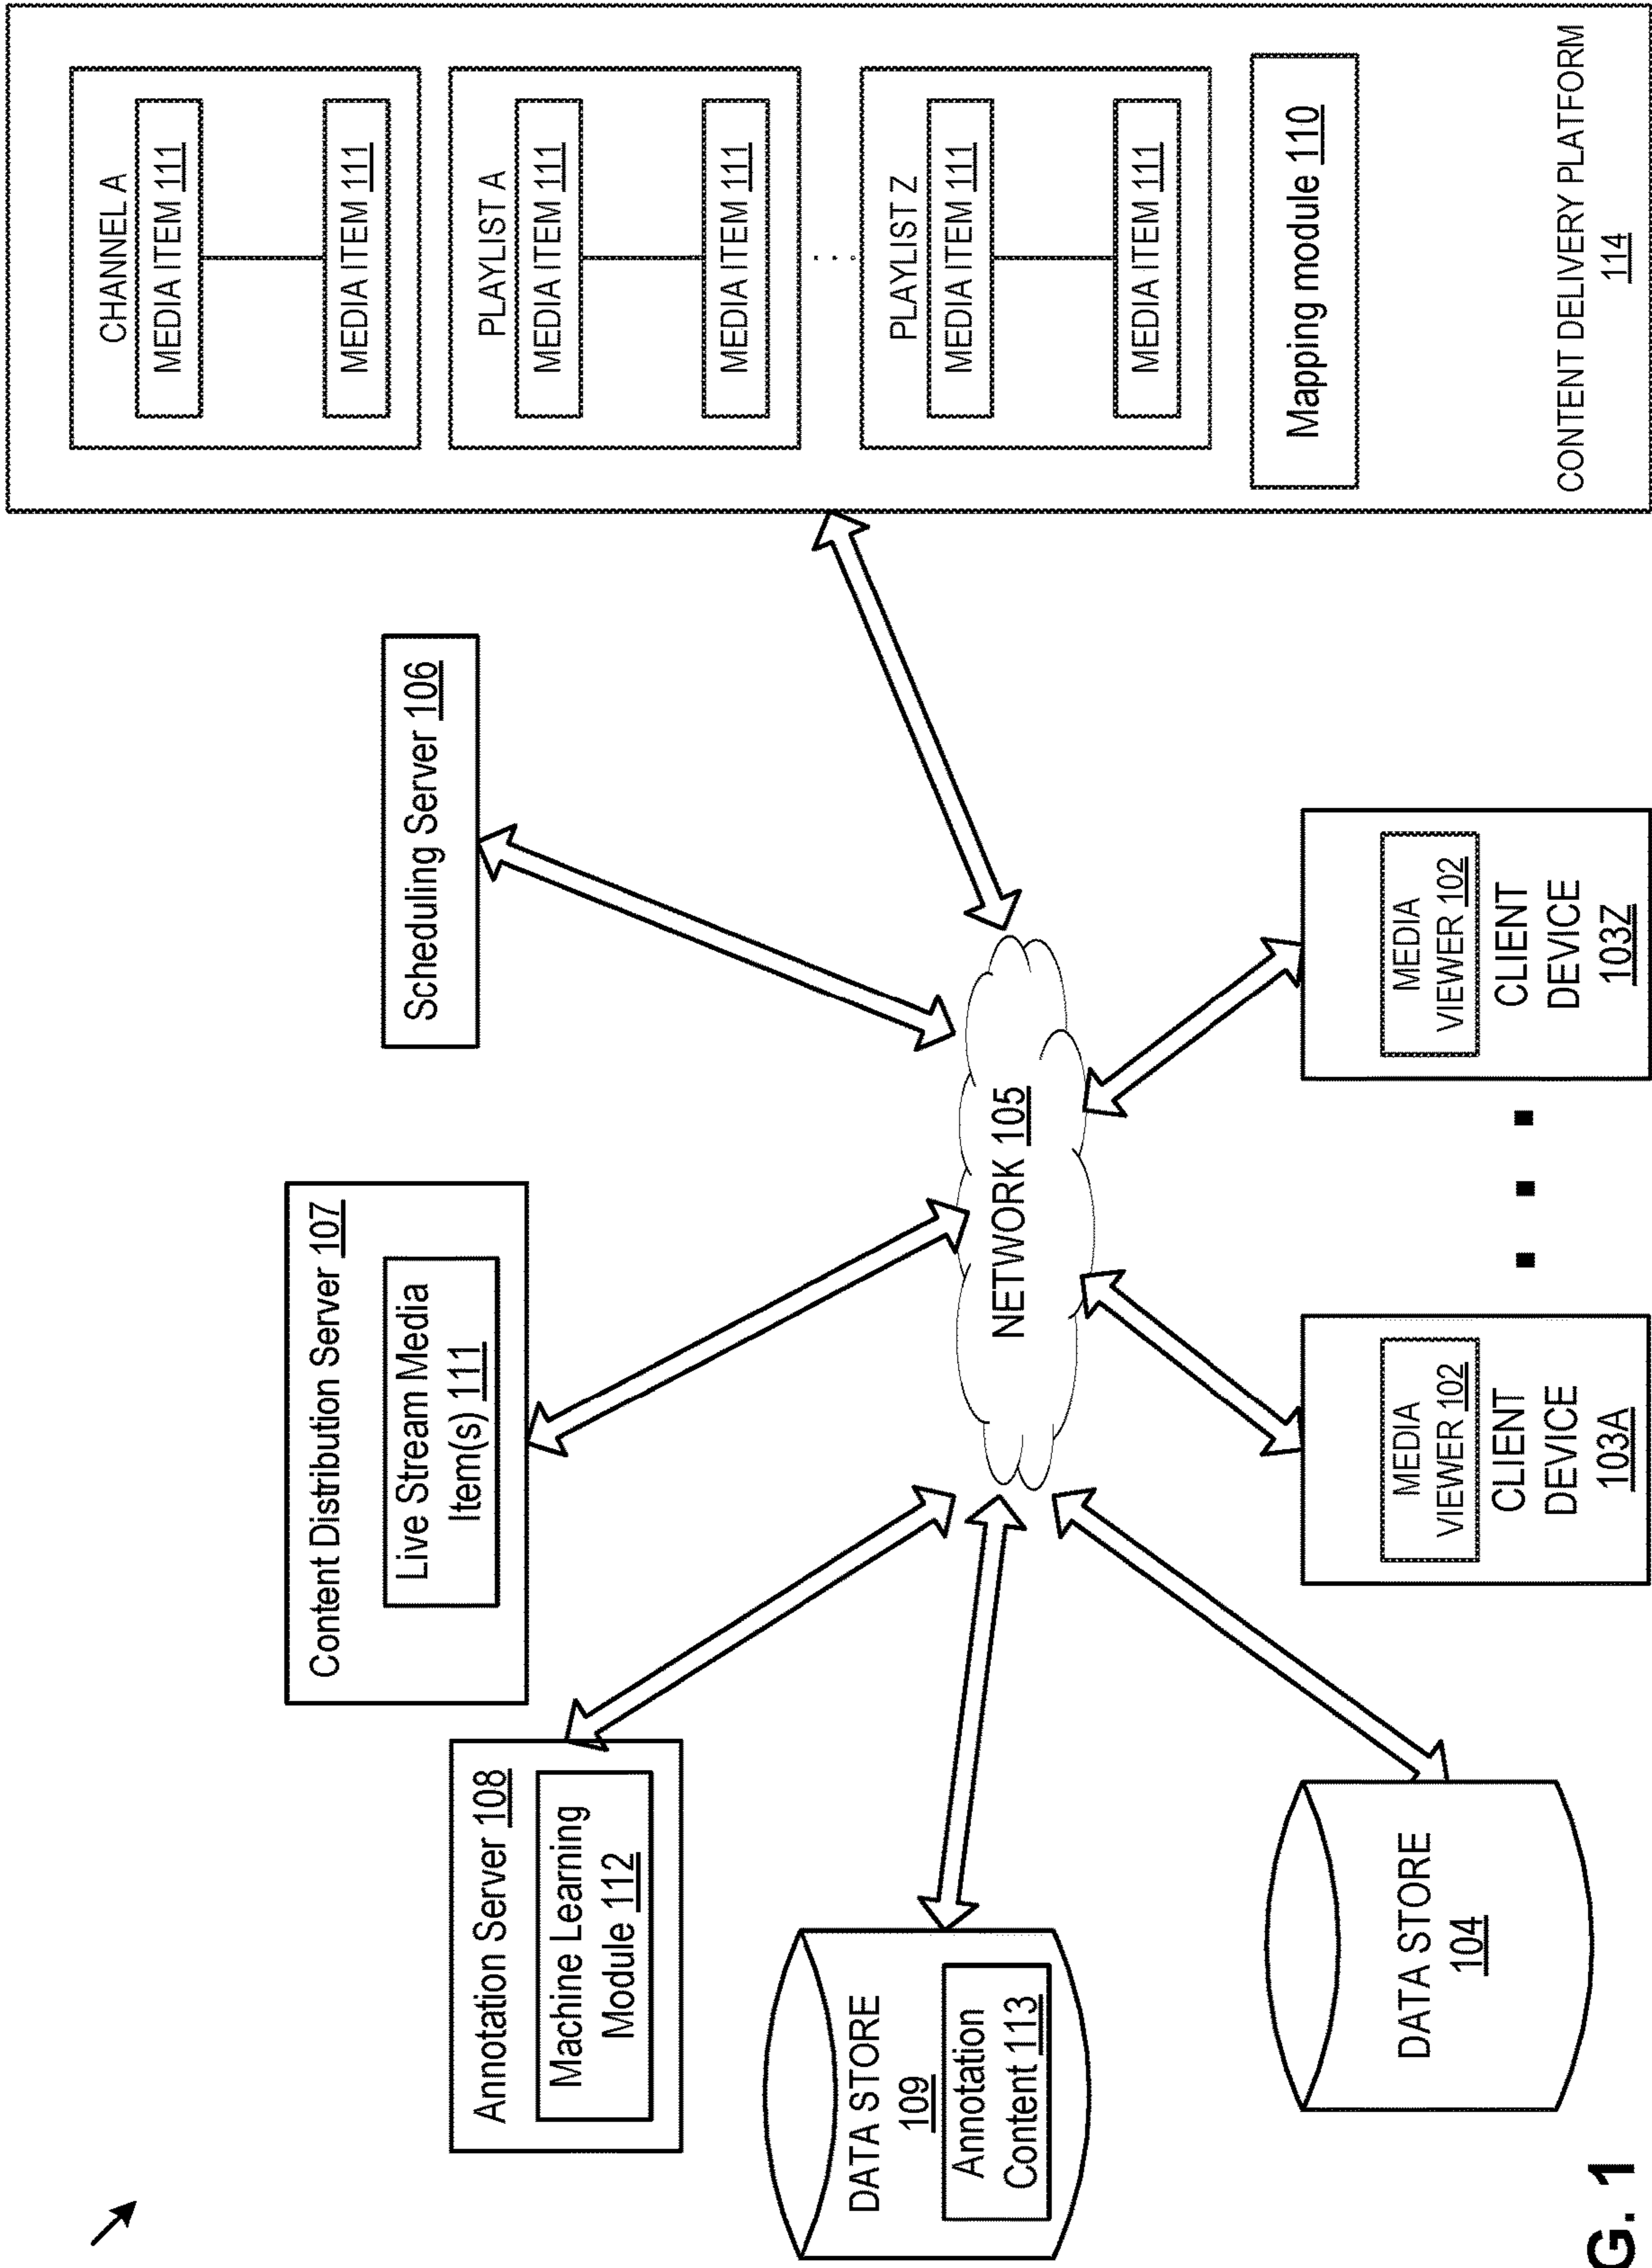 Annotation Server 108
Machine Learning
Module 112
Content Distribution Server 107
Live Stream Media
Item(s) 111
Scheduling Server 106
CHANNEL A
MEDIA ITEM 111
MEDIA ITEM 111
PLAYLIST A
MEDIA ITEM 111
MEDIA ITEM 111
. . .
PLAYLIST Z
MEDIA ITEM 111
MEDIA ITEM 111
Mapping module 110
CONTENT DELIVERY PLATFORM
114
DATA STORE
109
Annotation
Content 113
NETWORK 105
DATA STORE
104
MEDIA
VIEWER 102
CLIENT
DEVICE
103A
MEDIA
VIEWER 102
CLIENT
DEVICE
103Z
G. 1